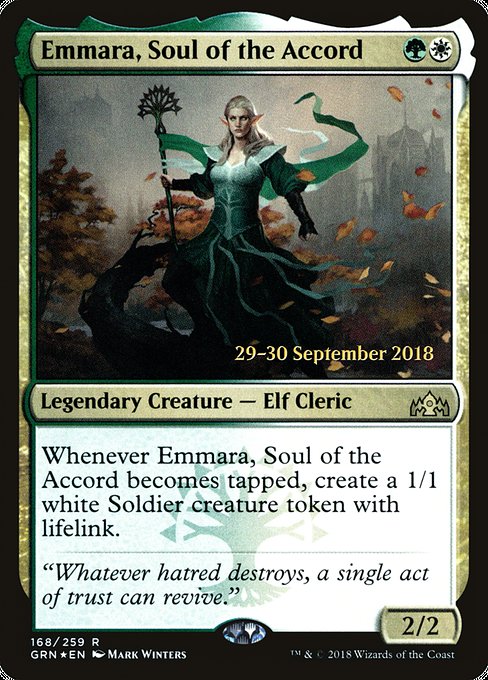 Emmara, Soul of the Accord
29–30 September 2018
Legendary Creature — Elf Cleric
Whenever Emmara, Soul of the
Accord becomes tapped, create a 1/1
white Soldier creature token with
lifelink.
“Whatever hatred destroys, a single act
of trust can revive.”
2/2
168/259 R
GRN ★ EN Mark Winters
™ & © 2018 Wizards of the Coast